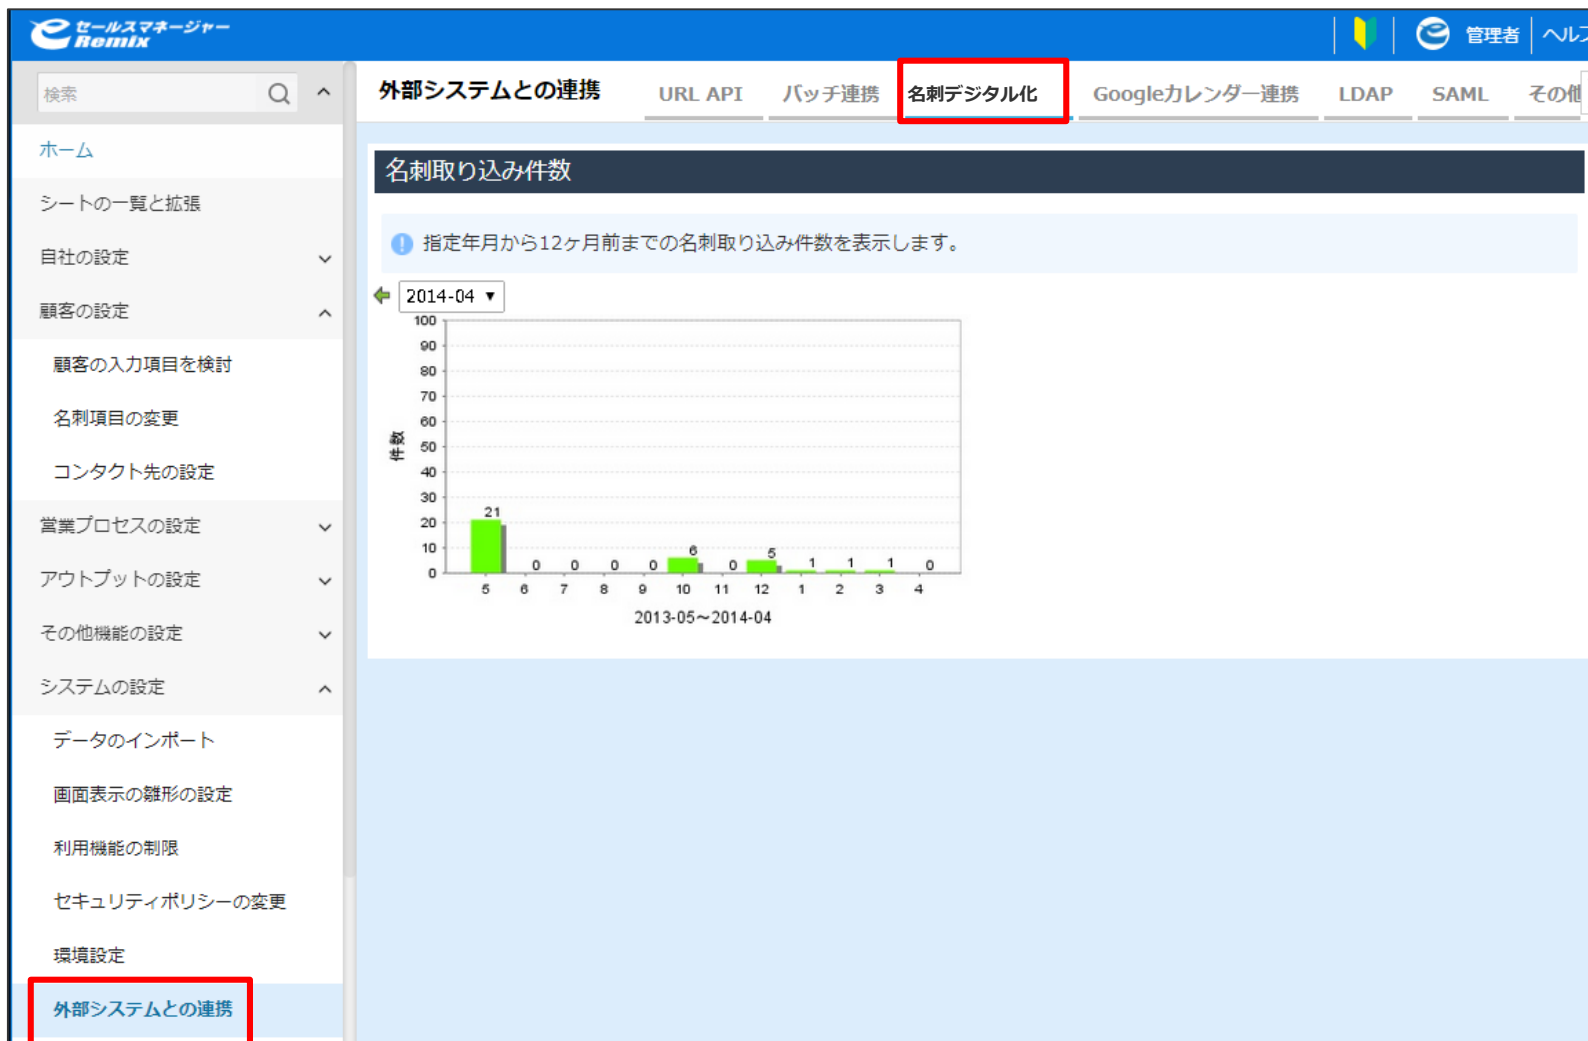 セールスマネージャー
Remix
管理者
検索
ホーム
シートの一覧と拡張
自社の設定
顧客の設定
顧客の入力項目を検討
名刺項目の変更
コンタクト先の設定
営業プロセスの設定
アウトプットの設定
その他機能の設定
システムの設定
データのインポート
画面表示の雛形の設定
利用機能の制限
セキュリティポリシーの変更
環境設定
外部システムとの連携
外部システムとの連携 URL API バッチ連携 名刺デジタル化 Googleカレンダー連携 LDAP SAML
名刺取り込み件数
指定年月から12ヶ月前までの名刺取り込み件数を表示します。
2014-04
件数
100
90
80
70
60
50
40
30
20
10
0
21 0 0 0 0 6 0 5 1 1 1 0
5 6 7 8 9 10 11 12 1 2 3 4
2013-05～2014-04